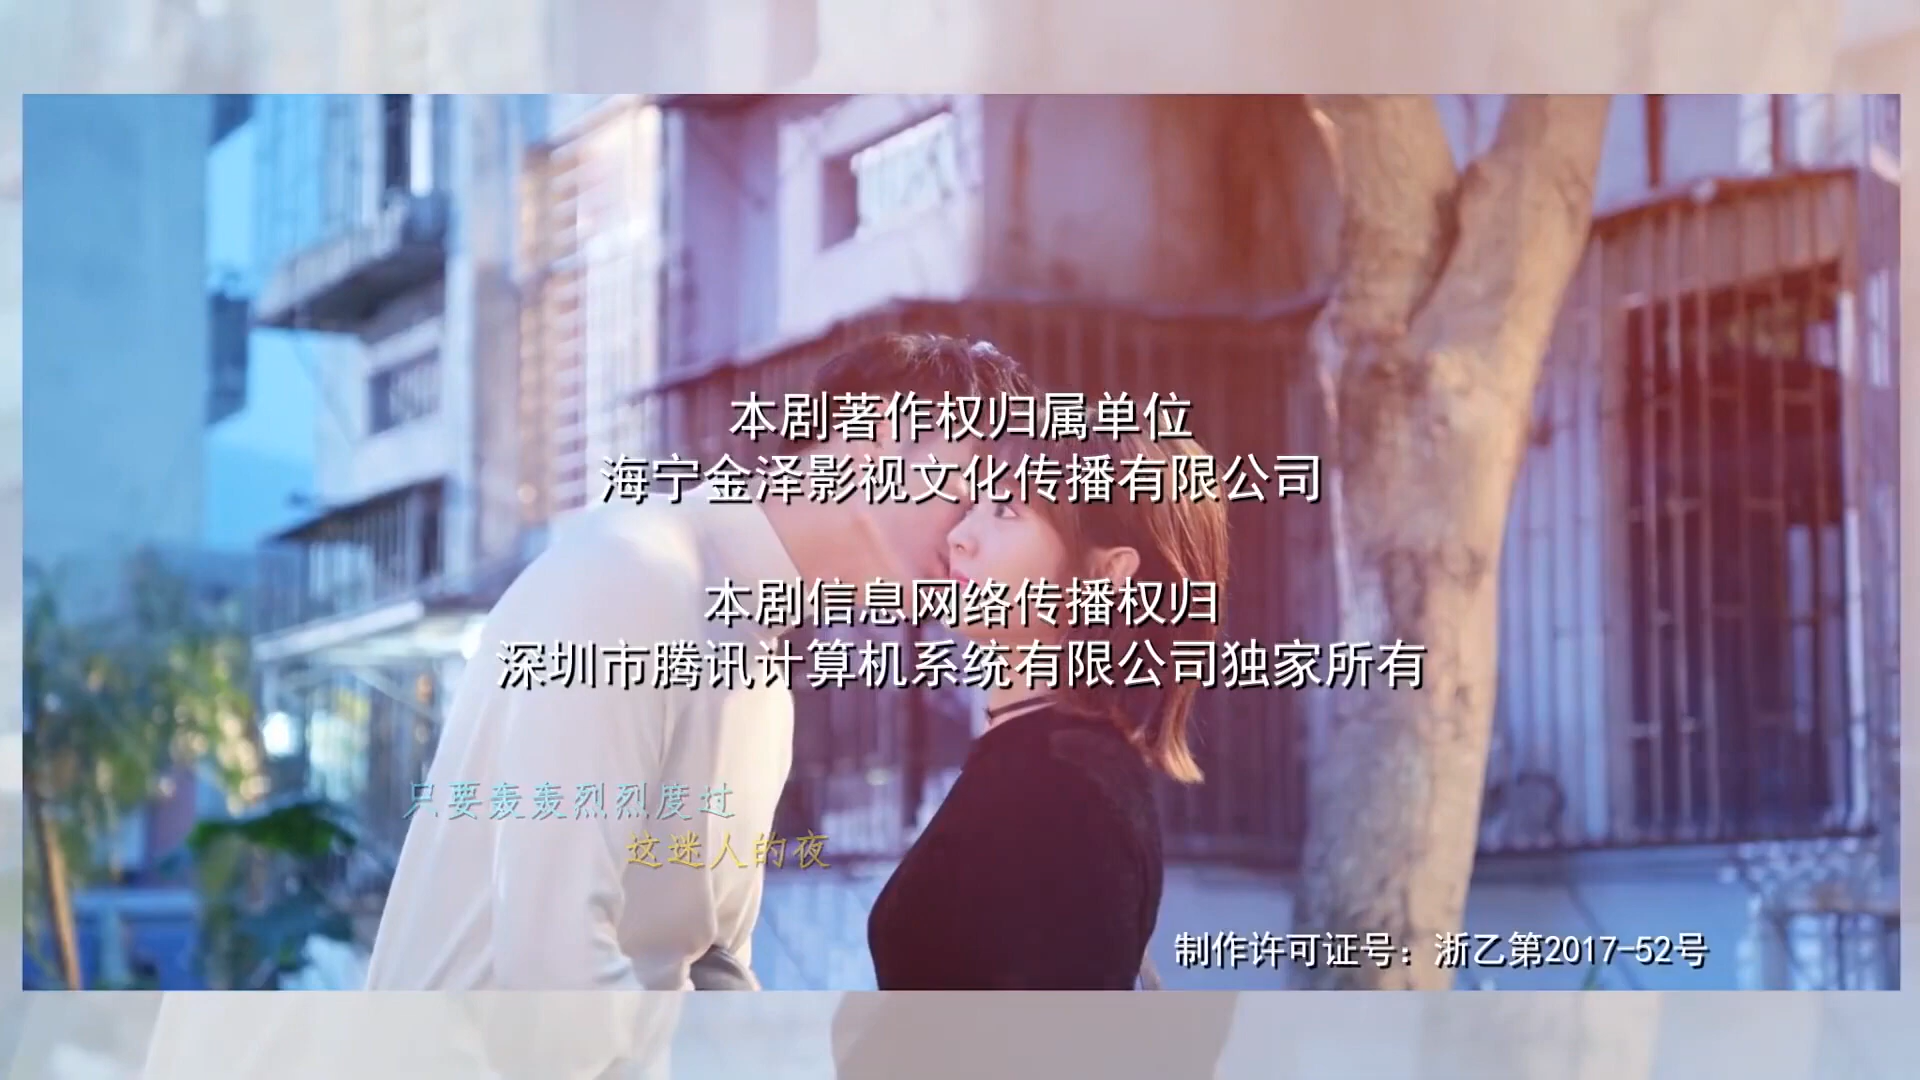 本剧著作权归属单位
海宁金泽影视文化传播有限公司
本剧信息网络传播权归
深圳市腾讯计算机系统有限公司独家所有
只要轰轰烈烈度过
这迷人的夜
制作许可证号：浙乙第2017-52号